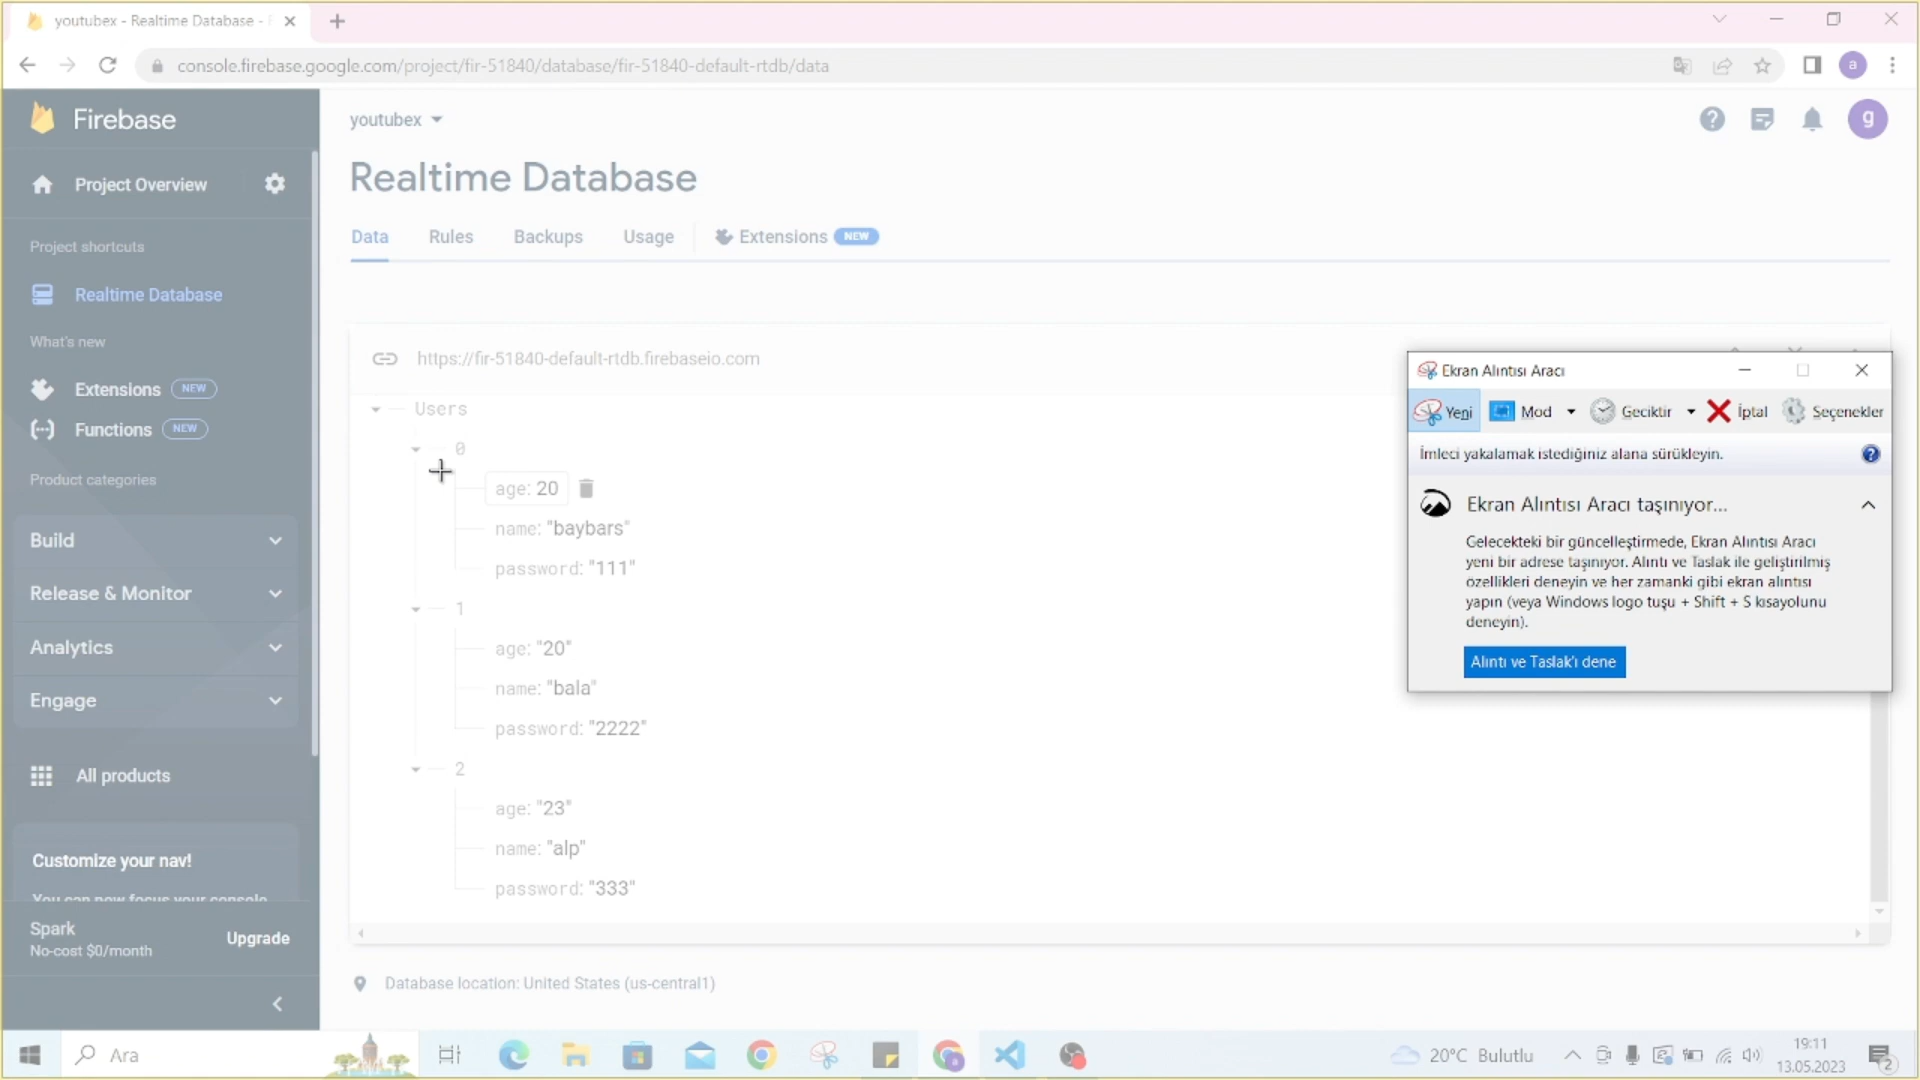 youtubex - Realtime Database -
console.firebase.google.com/project/fir-51840/database/fir-51840-default-rtdb/data
a
Firebase
Project Overview
Project shortcuts
Realtime Database
What's new
Extensions NEW
Functions NEW
Product categories
Build
Release & Monitor
Analytics
Engage
All products
Customize your nav!
You can now focus your console
Spark
No-cost $0/month
Upgrade
youtubex
g
Realtime Database
Data Rules Backups Usage Extensions NEW
https://fir-51840-default-rtdb.firebaseio.com
Users
0
age: 20
name: "baybars"
password: "111"
1
age: "20"
name: "bala"
password: "2222"
2
age: "23"
name: "alp"
password: "333"
Database location: United States (us-central1)
Ekran Alıntısı Aracı
Yeni Mod Geciktir İptal Seçenekler
İmleci yakalamak istediğiniz alana sürükleyin.
Ekran Alıntısı Aracı taşınıyor...
Gelecekteki bir güncelleştirmede, Ekran Alıntısı Aracı
yeni bir adrese taşınıyor. Alıntı ve Taslak ile geliştirilmiş
özellikleri deneyin ve her zamanki gibi ekran alıntısı
yapın (veya Windows logo tuşu + Shift + S kısayolunu
deneyin).
Alıntı ve Taslak'ı dene
Ara
20°C Bulutlu
19:11
13.05.2023
2